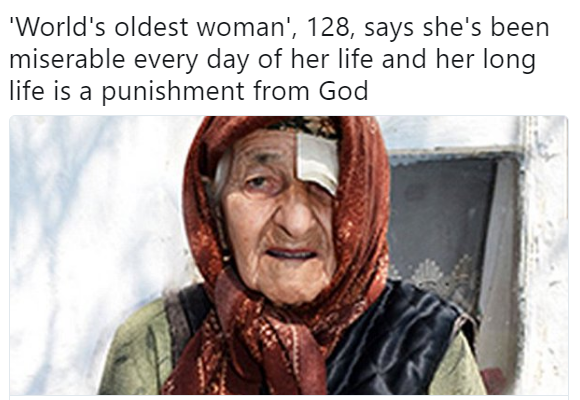 'World's oldest woman', 128, says she's been
miserable every day of her life and her long
life is a punishment from God